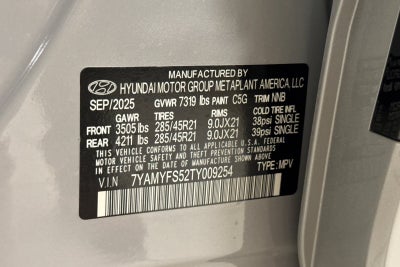 MANUFACTURED BY
HYUNDAI MOTOR GROUP METAPLANT AMERICA, LLC
SEP/2025 GVWR 7319 lbs PAINT C5G TRIM NNB
GAWR TIRES RIMS COLD TIRE INFL
FRONT 3505 lbs 285/45R21 9.0JX21 38psi SINGLE
REAR 4211 lbs 285/45R21 9.0JX21 39psi SINGLE
THIS VEHICLE CONFORMS TO ALL APPLICABLE U.S.A. FEDERAL
MOTOR VEHICLE SAFETY STANDARDS IN EFFECT ON THE
DATE OF MANUFACTURE SHOWN ABOVE.
V.I.N 7YAMYFS52TY009254 TYPE: MPV